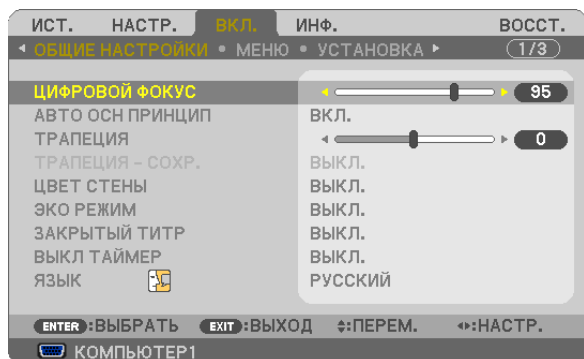 ИСТ. НАСТР. ВКЛ. ИНФ. ВОССТ.
ОБЩИЕ НАСТРОЙКИ • МЕНЮ • УСТАНОВКА 1/3
ЦИФРОВОЙ ФОКУС 95
АВТО ОСН ПРИНЦИП ВКЛ.
ТРАПЕЦИЯ 0
ТРАПЕЦИЯ – СОХР. ВЫКЛ.
ЦВЕТ СТЕНЫ ВЫКЛ.
ЭКО РЕЖИМ ВЫКЛ.
ЗАКРЫТЫЙ ТИТР ВЫКЛ.
ВЫКЛ ТАЙМЕР ВЫКЛ.
ЯЗЫК РУССКИЙ
ENTER :ВЫБРАТЬ EXIT :ВЫХОД :ПЕРЕМ. :НАСТР.
КОМПЬЮТЕР1